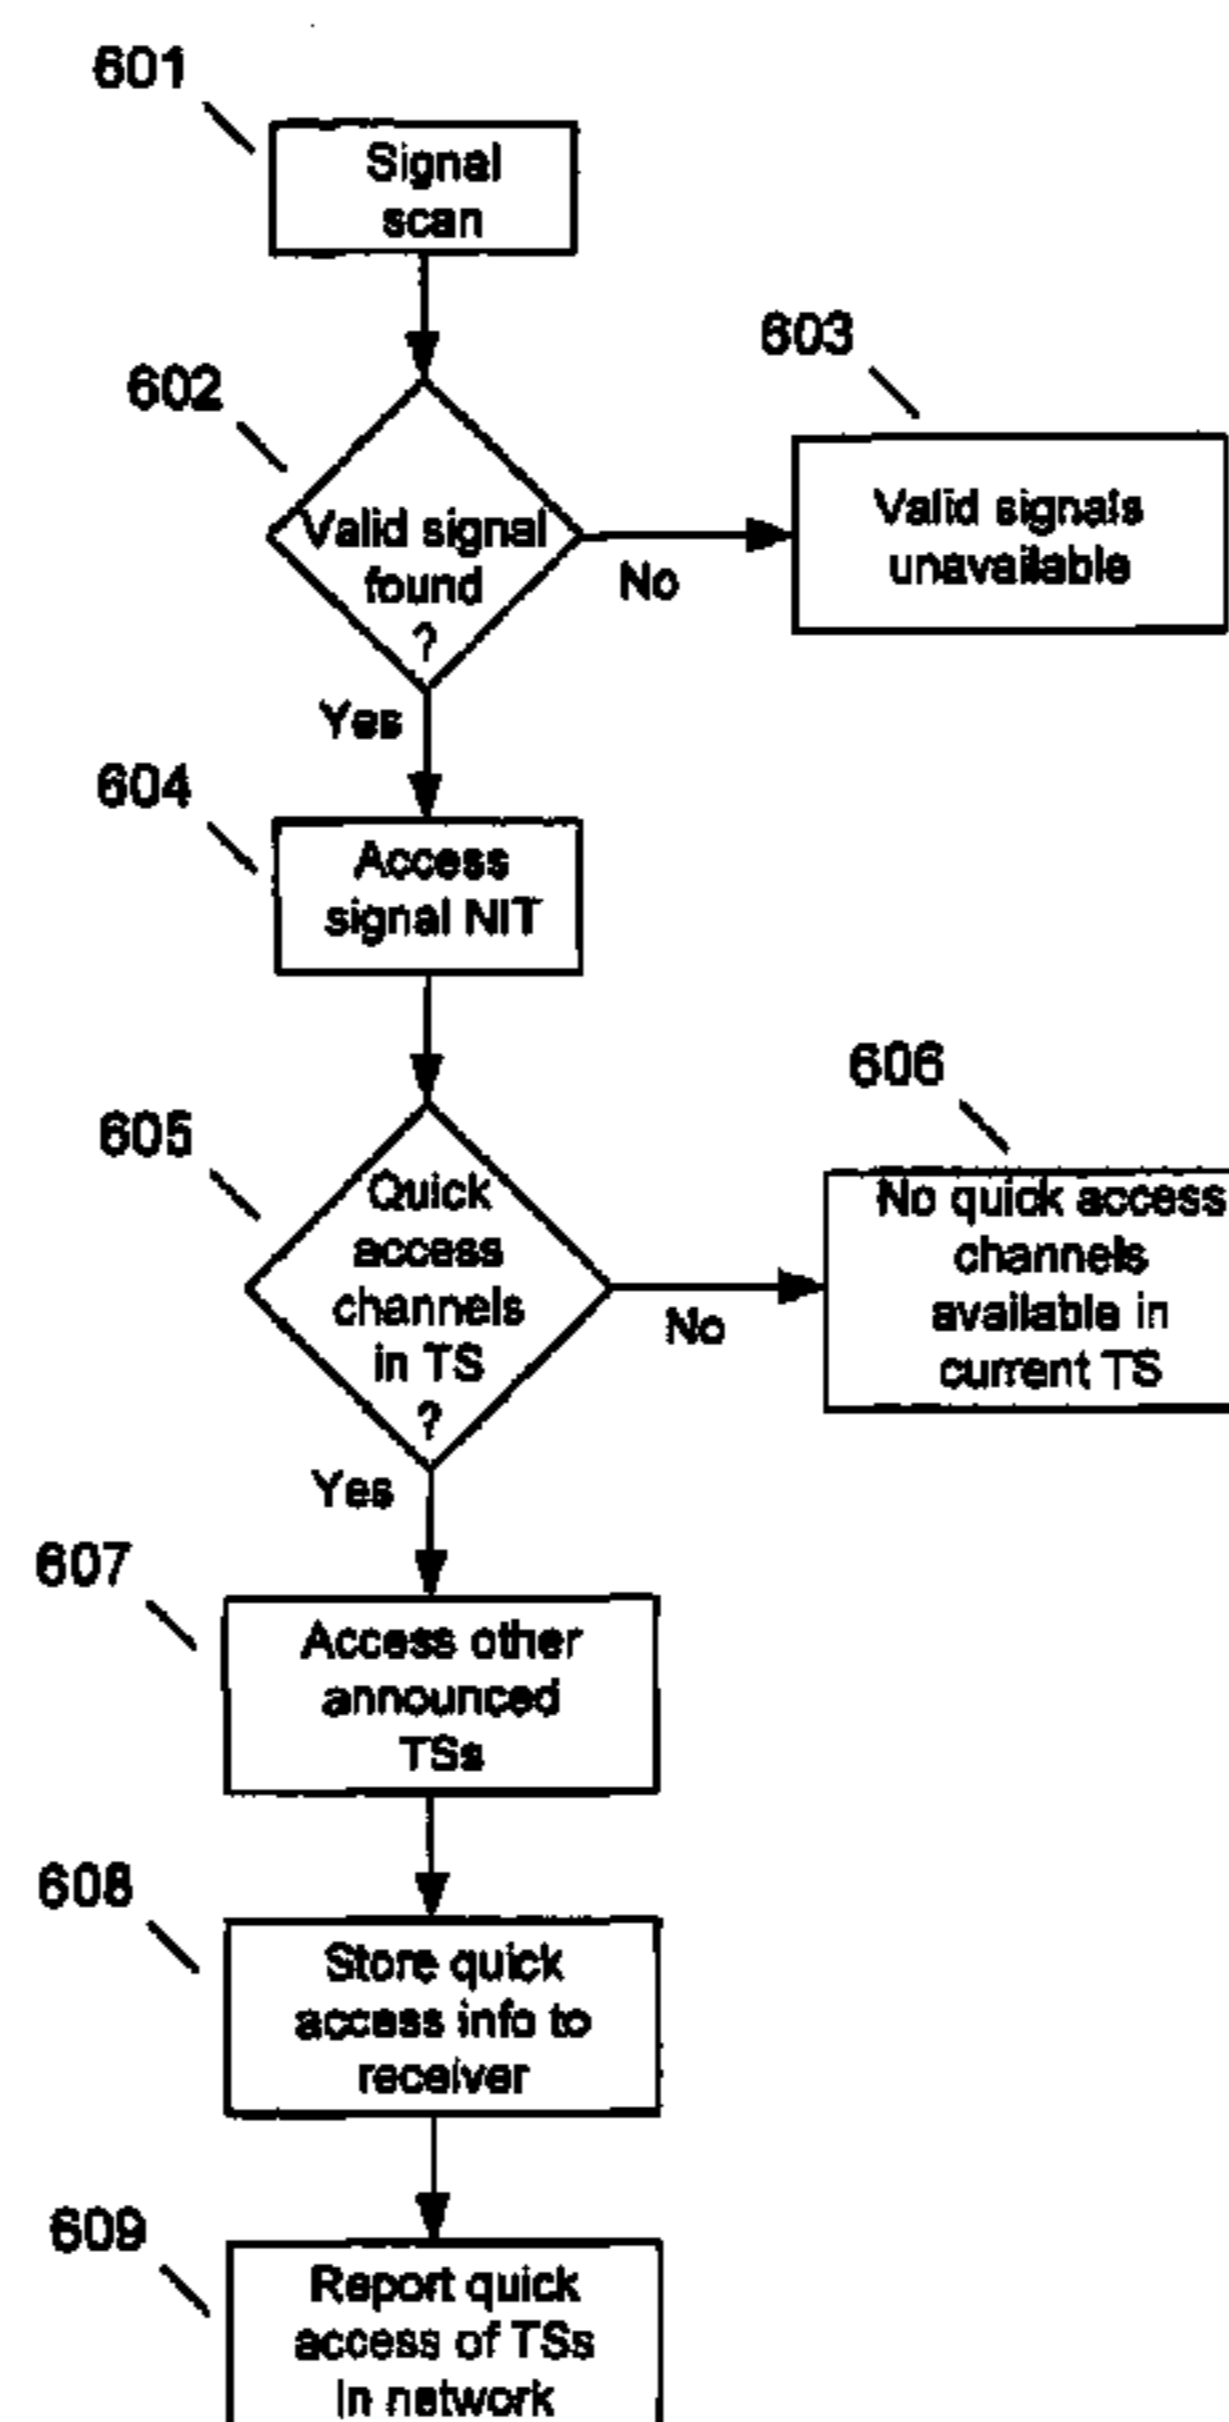 601
Signal
scan
602
603
Valid signal
found
?
Valid signals
unavailable
No
Yes
604
Access
signal NIT
605
606
Quick
access
channels
in TS
?
No quick access
channels
available in
current TS
No
Yes
607
Access other
announced
TSs
608
Store quick
access info to
receiver
609
Report quick
access of TSs
in network